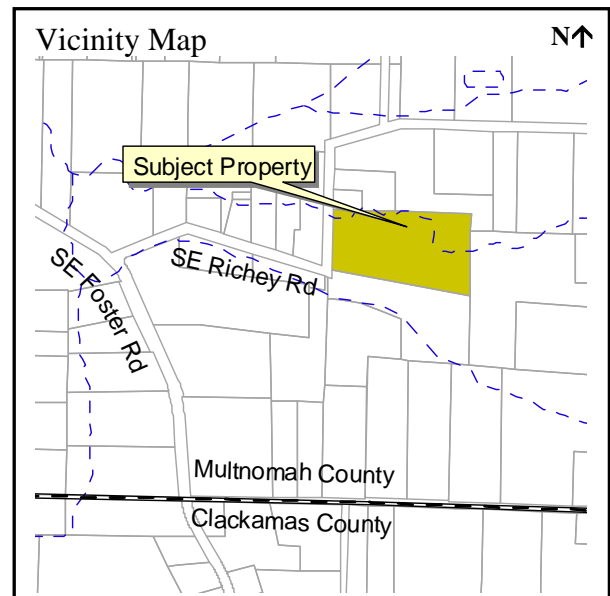 Vicinity Map
N↑
Subject Property
SE Richey Rd
SE Foster Rd
Multnomah County
Clackamas County